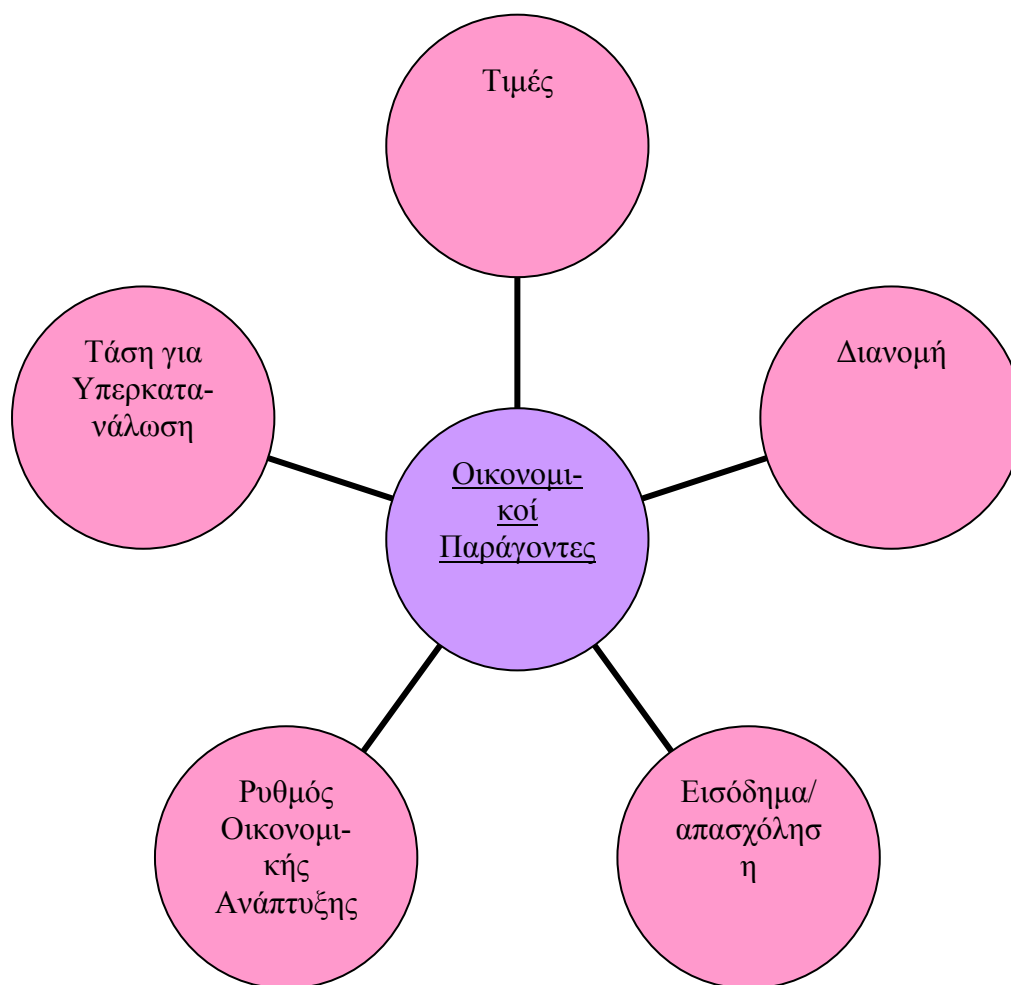 Τιμές
Τάση για
Υπερκατα-
νάλωση
Διανομή
Οικονομι-
κοί
Παράγοντες
Ρυθμός
Οικονομι-
κής
Ανάπτυξης
Εισόδημα/
απασχόλησ
η